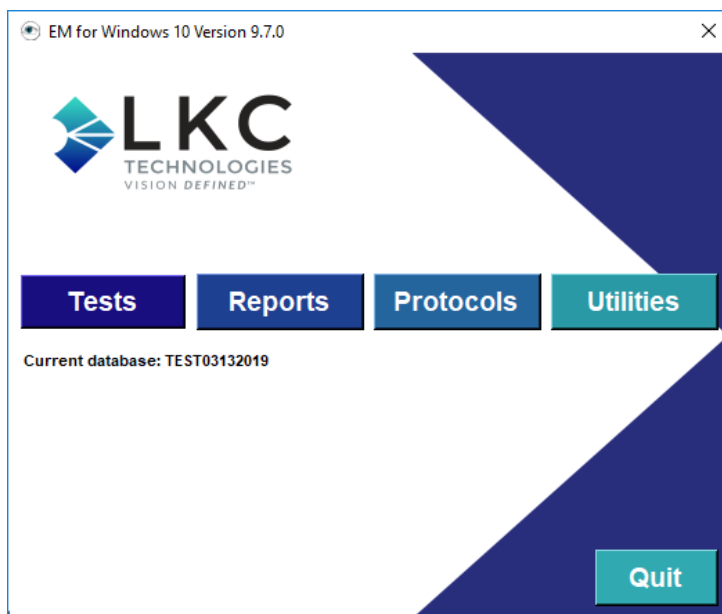 EM for Windows 10 Version 9.7.0
LKC
TECHNOLOGIES
VISION DEFINED™
Tests Reports Protocols Utilities
Current database: TEST03132019
Quit